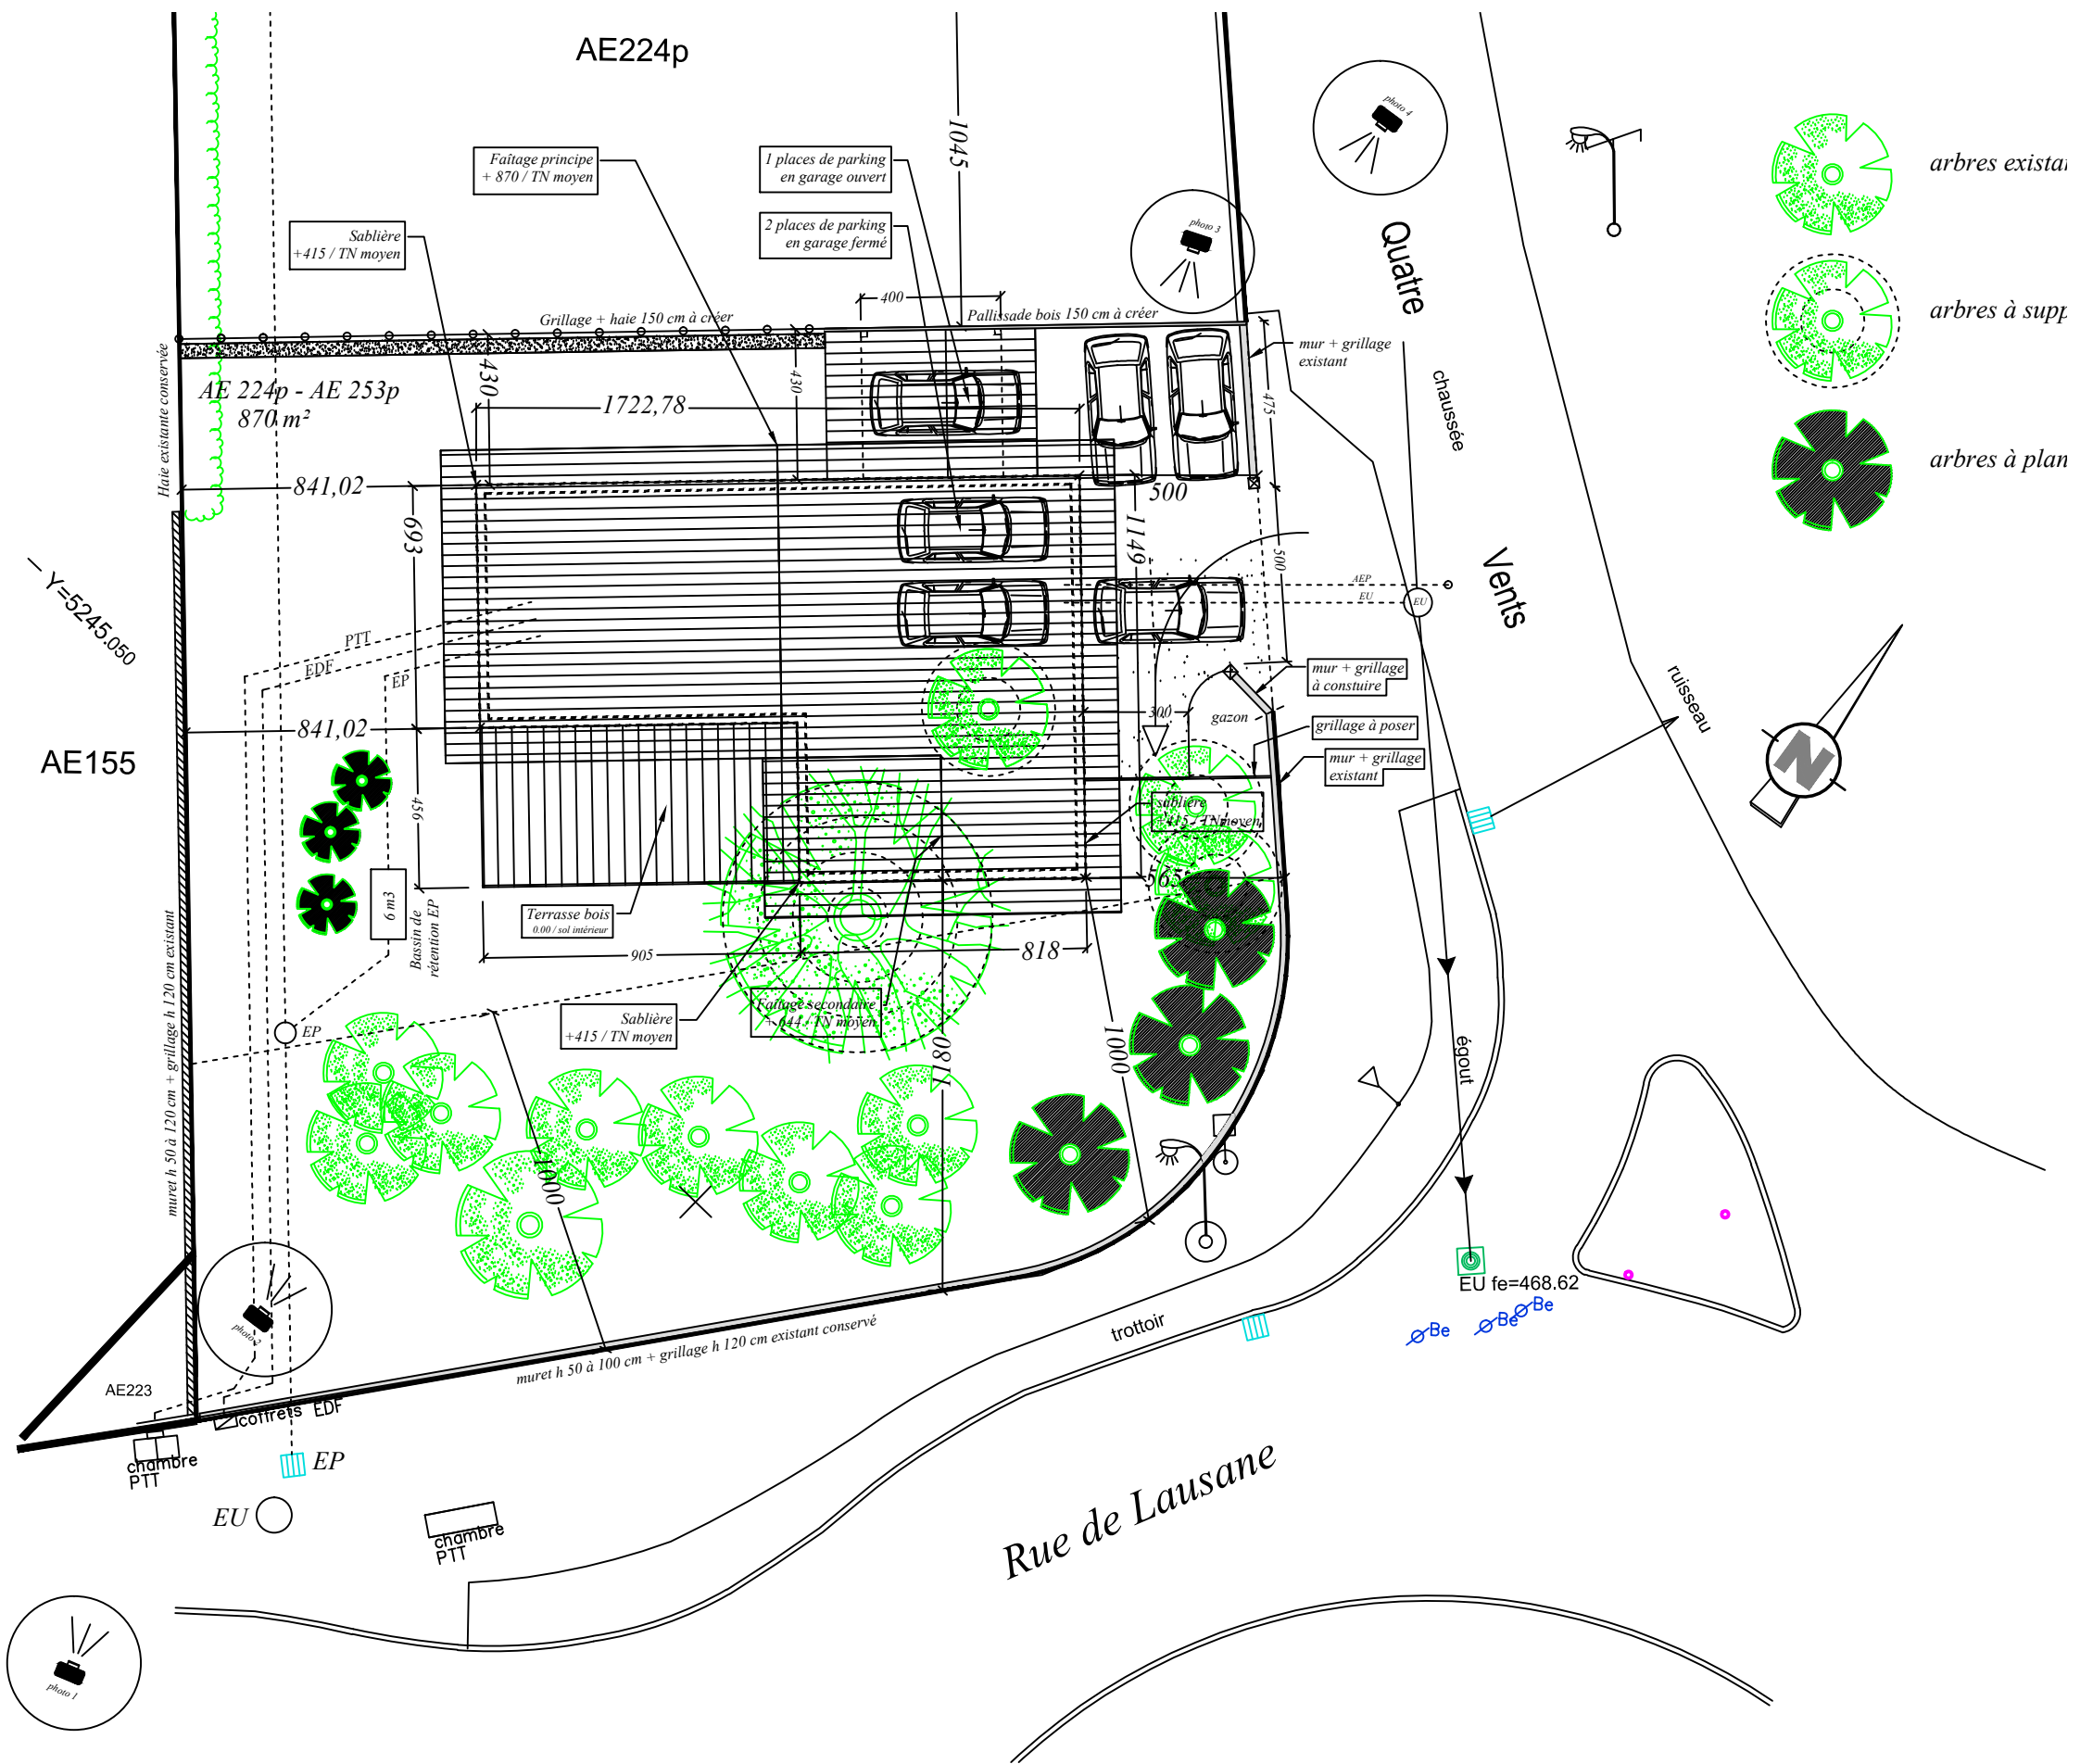 AE224p
photo 4
arbres existan
Faîtage principe
+ 870 / TN moyen
1 places de parking
en garage ouvert
1045
2 places de parking
en garage fermé
photo 3
Quatre
Sablière
+415 / TN moyen
400
arbres à supp
Grillage + haie 150 cm à créer
Pallissade bois 150 cm à créer
mur + grillage
existant
AE 224p - AE 253p
870 m²
430
430
1722,78
475
chaussée
Haie existante conservée
arbres à plan
841,02
500
693
1149
500
Vents
Y=5245.050
AEP
EU
EU
PTT
EDF
EP
mur + grillage
à constuire
ruisseau
300
gazon
grillage à poser
841,02
mur + grillage
existant
AE155
N
456
sablière
+415 / TN moyen
565
6 m3
Bassin de
rétention EP
Terrasse bois
0.00 / sol intérieur
905
818
Sablière
+415 / TN moyen
Faîtage secondaire
+ 644 / TN moyen
EP
1180
1000
égout
muret h 50 à 120 cm + grillage h 120 cm existant
1000
EU fe=468.62
Be
Be
Be
photo 2
trottoir
muret h 50 à 100 cm + grillage h 120 cm existant conservé
AE223
coffrets EDF
chambre
PTT
EP
EU
chambre
PTT
Rue de Lausane
photo 1